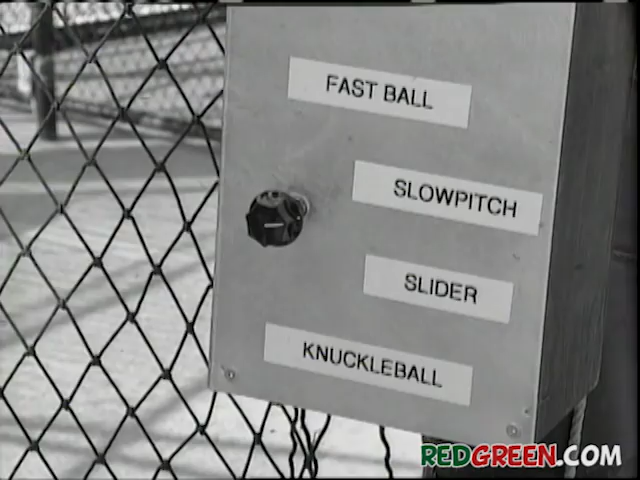 FAST BALL
SLOWPITCH
SLIDER
KNUCKLEBALL
REDGREEN.COM